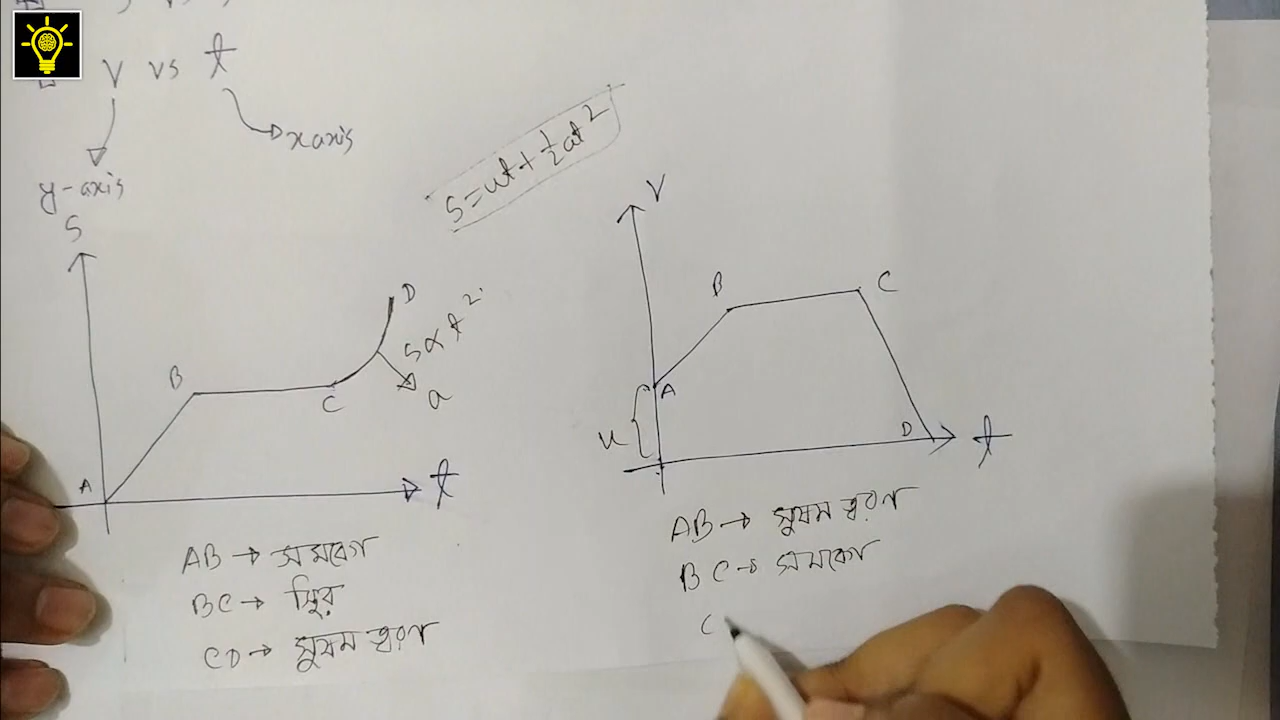 V vs t
x axis
y-axis
S = ut + ½at²
S
D
S ∝ t²
B
C
a
A
t
AB → সমবেগ
BC → স্থির
CD → সুষম ত্বরণ
V
B
C
A
u
D
t
AB → সুষম ত্বরণ
BC → সমবেগ
C